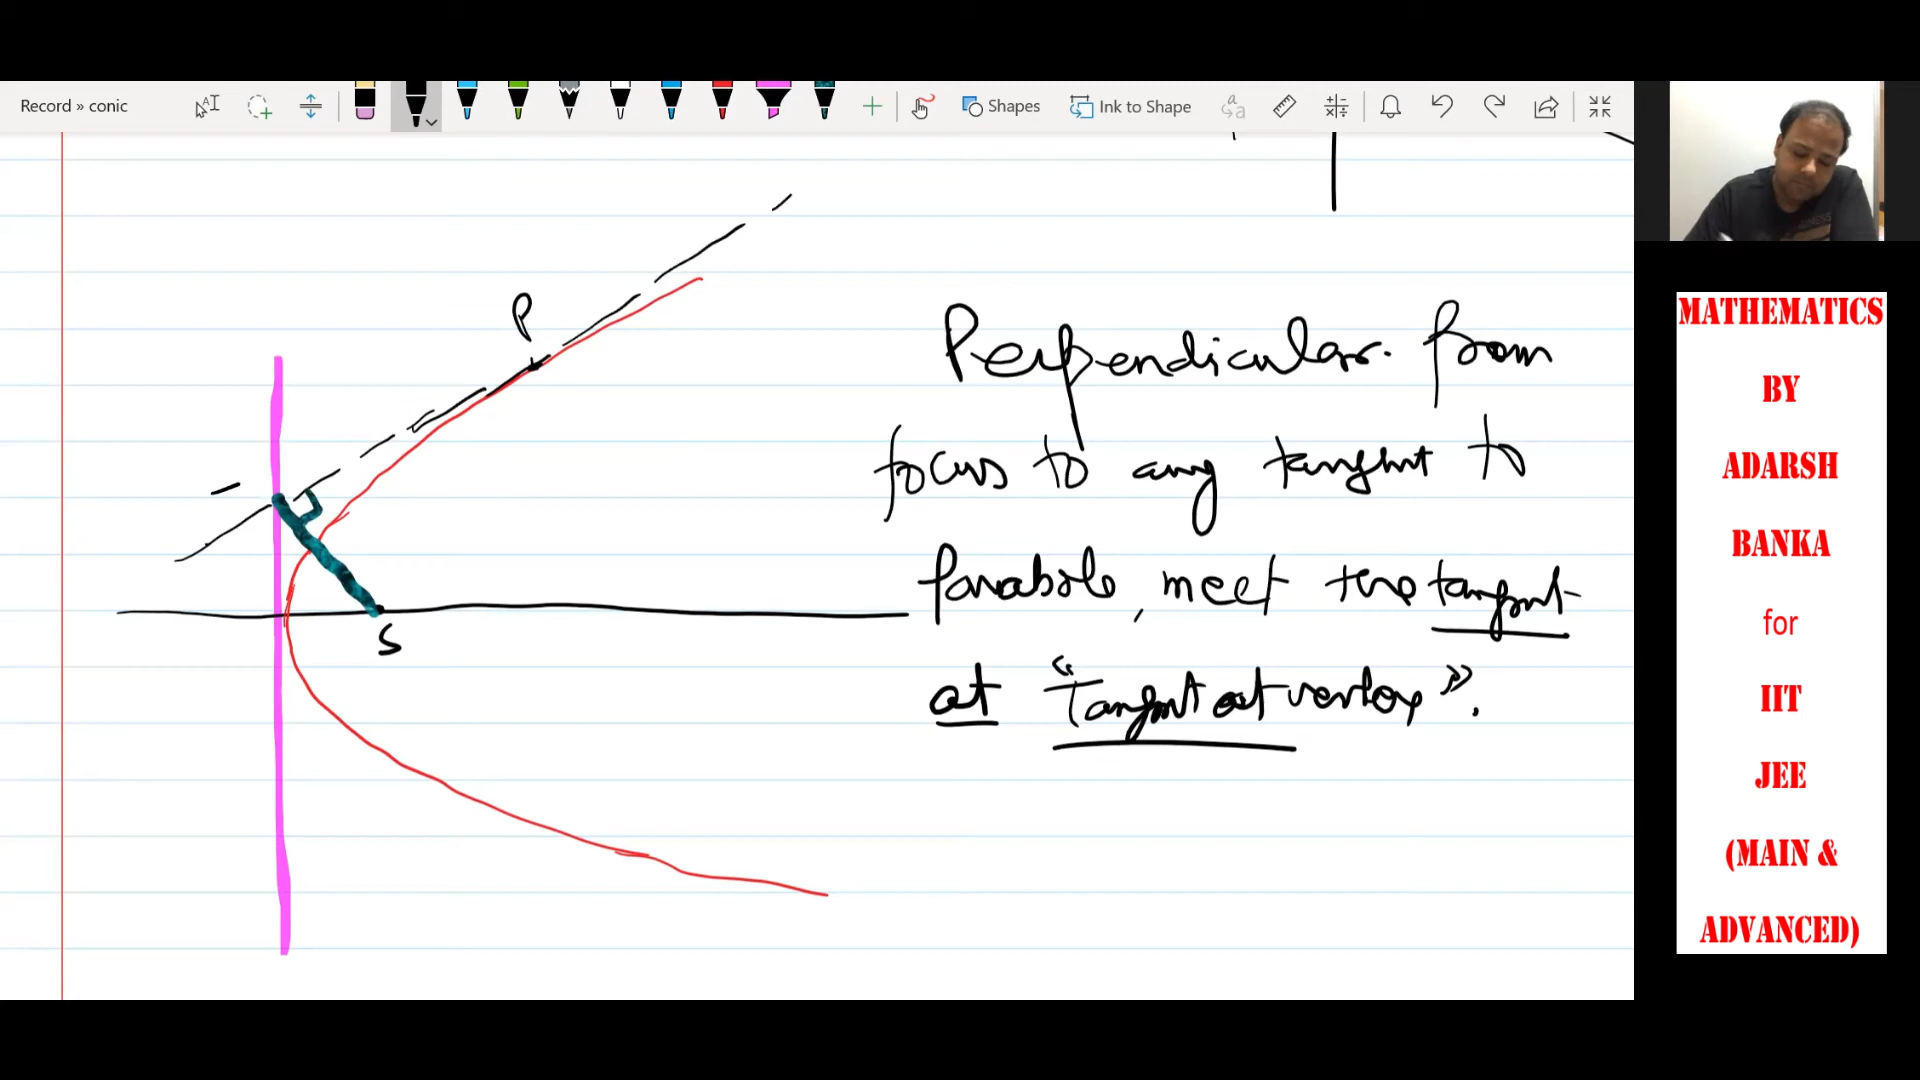 Record » conic
Shapes
Ink to Shape
P
S
Perpendicular from
focus to any tangent to
Parabola, meet the tangent
at "Tangent at vertex".
MATHEMATICS
BY
ADARSH
BANKA
for
IIT
JEE
(MAIN &
ADVANCED)